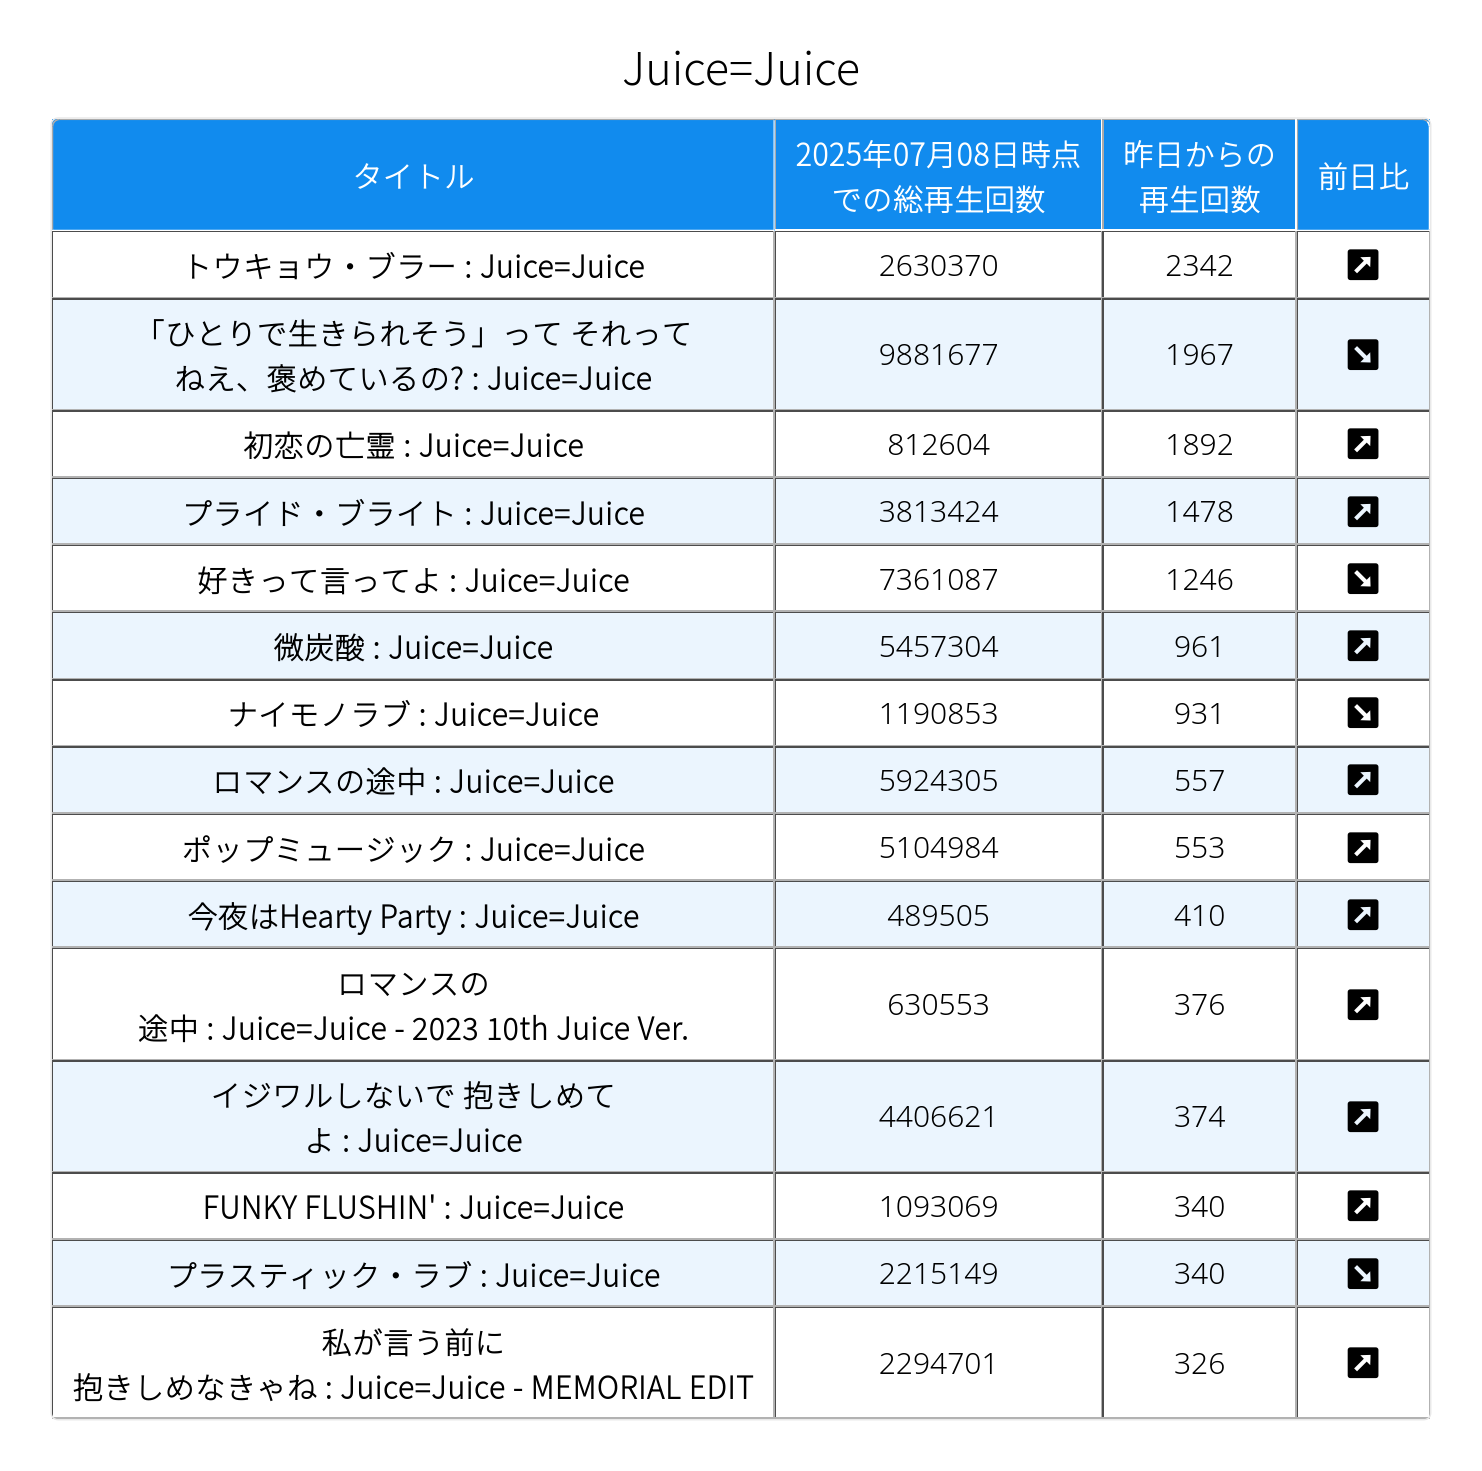 Juice=Juice
タイトル
2025年07月08日時点
での総再生回数
昨日からの
再生回数
前日比
トウキョウ・ブラー : Juice=Juice
2630370
2342
「ひとりで生きられそう」って それって
ねえ、褒めているの? : Juice=Juice
9881677
1967
初恋の亡霊 : Juice=Juice
812604
1892
プライド・ブライト : Juice=Juice
3813424
1478
好きって言ってよ : Juice=Juice
7361087
1246
微炭酸 : Juice=Juice
5457304
961
ナイモノラブ : Juice=Juice
1190853
931
ロマンスの途中 : Juice=Juice
5924305
557
ポップミュージック : Juice=Juice
5104984
553
今夜はHearty Party : Juice=Juice
489505
410
ロマンスの
途中 : Juice=Juice - 2023 10th Juice Ver.
630553
376
イジワルしないで 抱きしめて
よ : Juice=Juice
4406621
374
FUNKY FLUSHIN' : Juice=Juice
1093069
340
プラスティック・ラブ : Juice=Juice
2215149
340
私が言う前に
抱きしめなきゃね : Juice=Juice - MEMORIAL EDIT
2294701
326